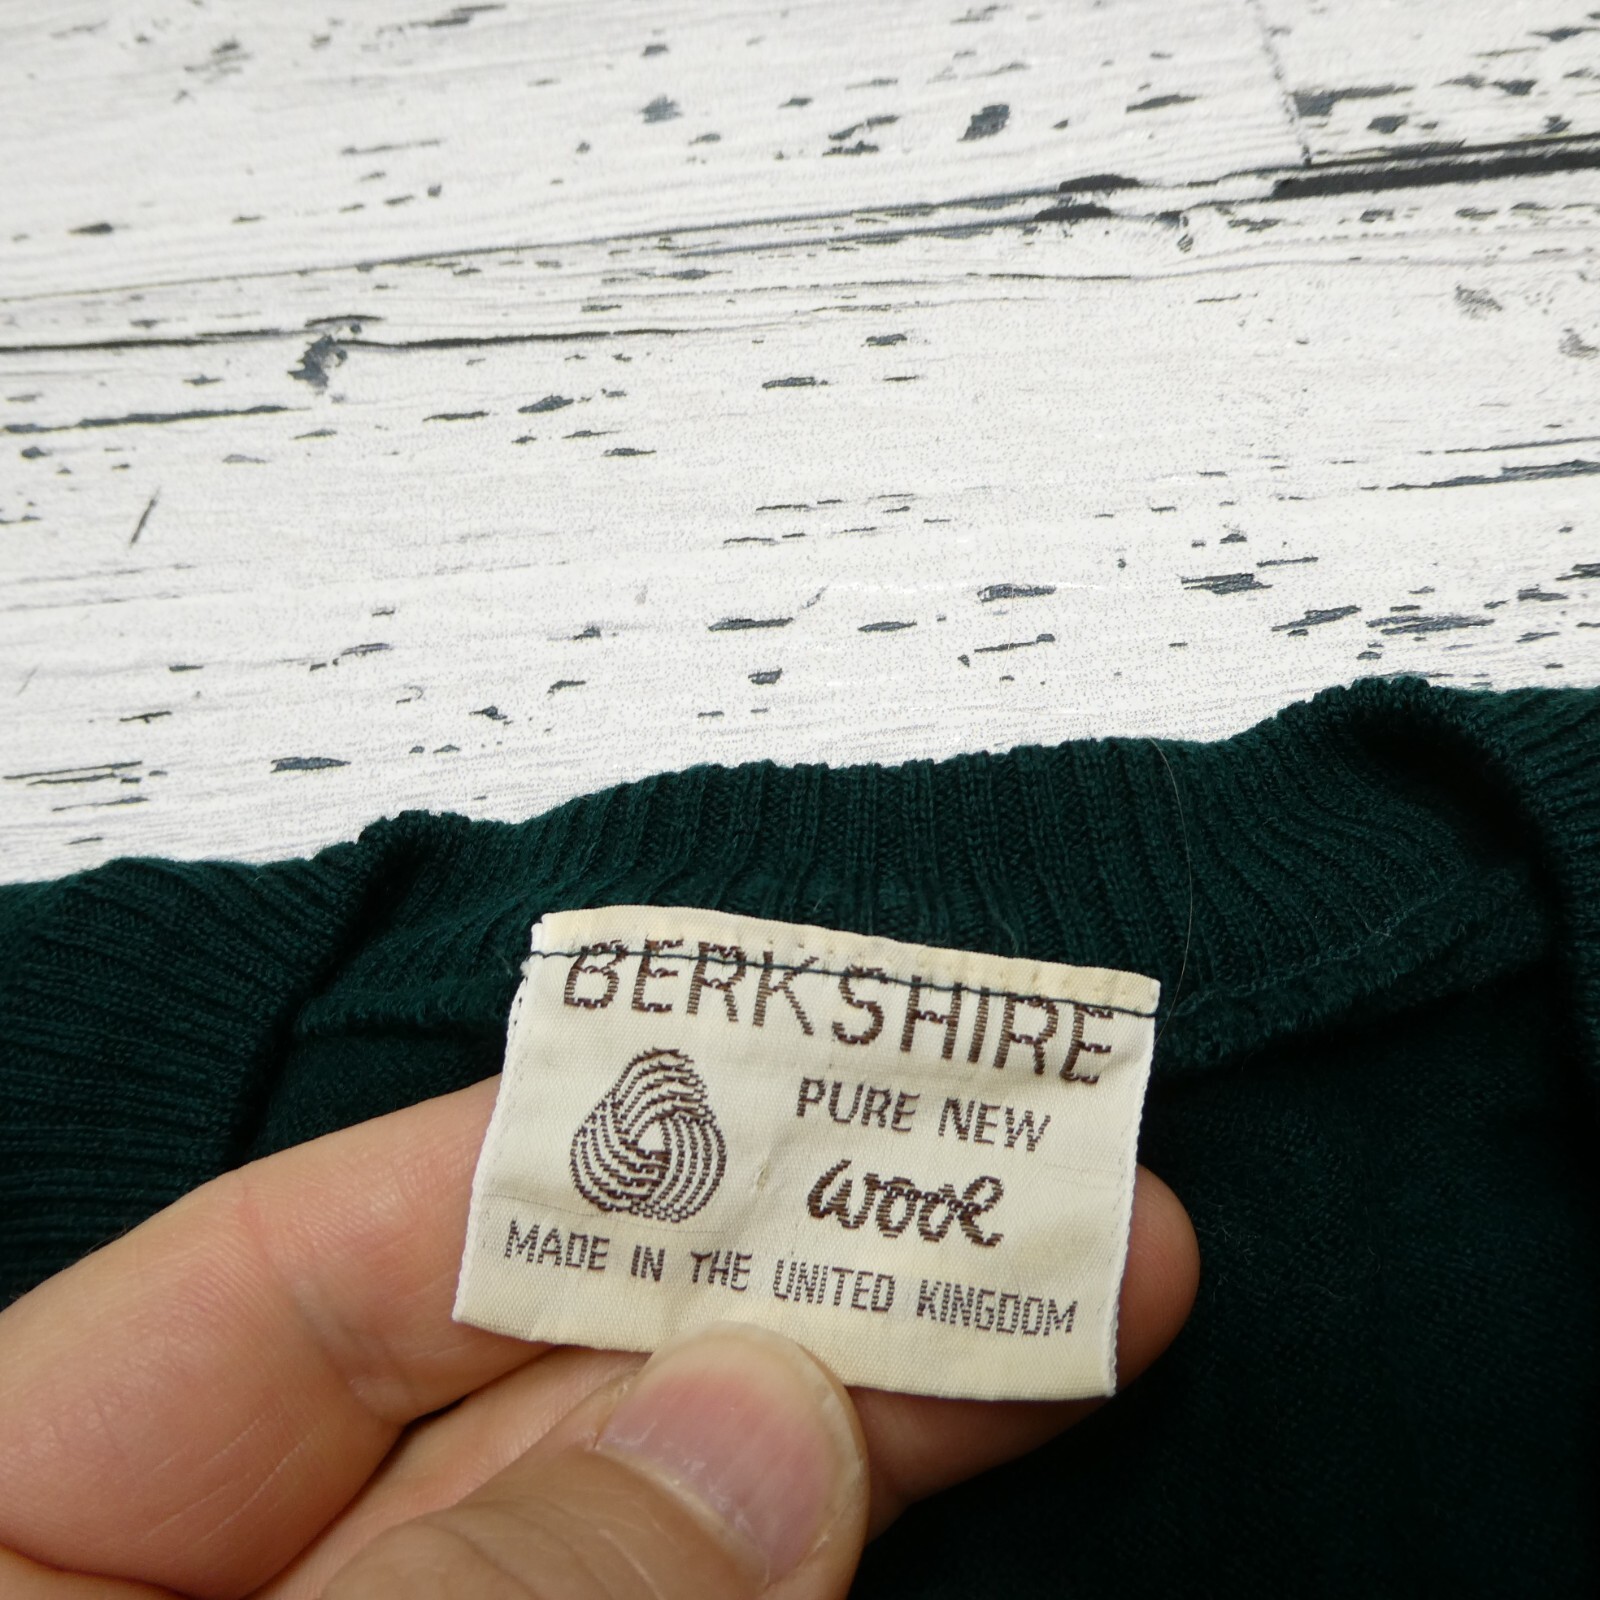 BERKSHIRE
PURE NEW
wool
MADE IN THE UNITED KINGDOM